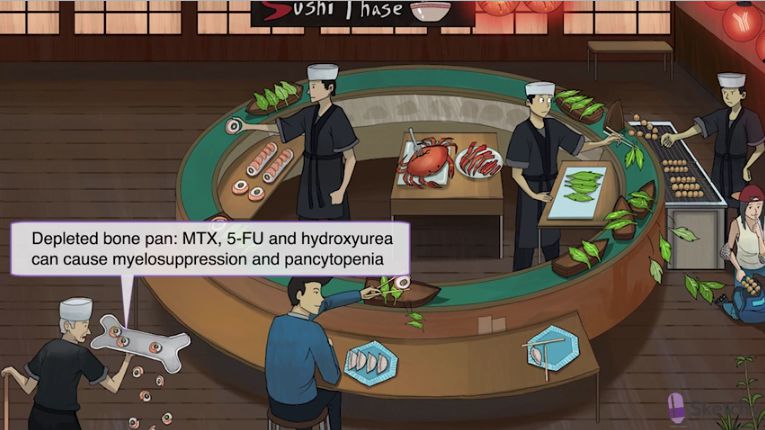 Sushi Phase
Depleted bone pan: MTX, 5-FU and hydroxyurea
can cause myelosuppression and pancytopenia